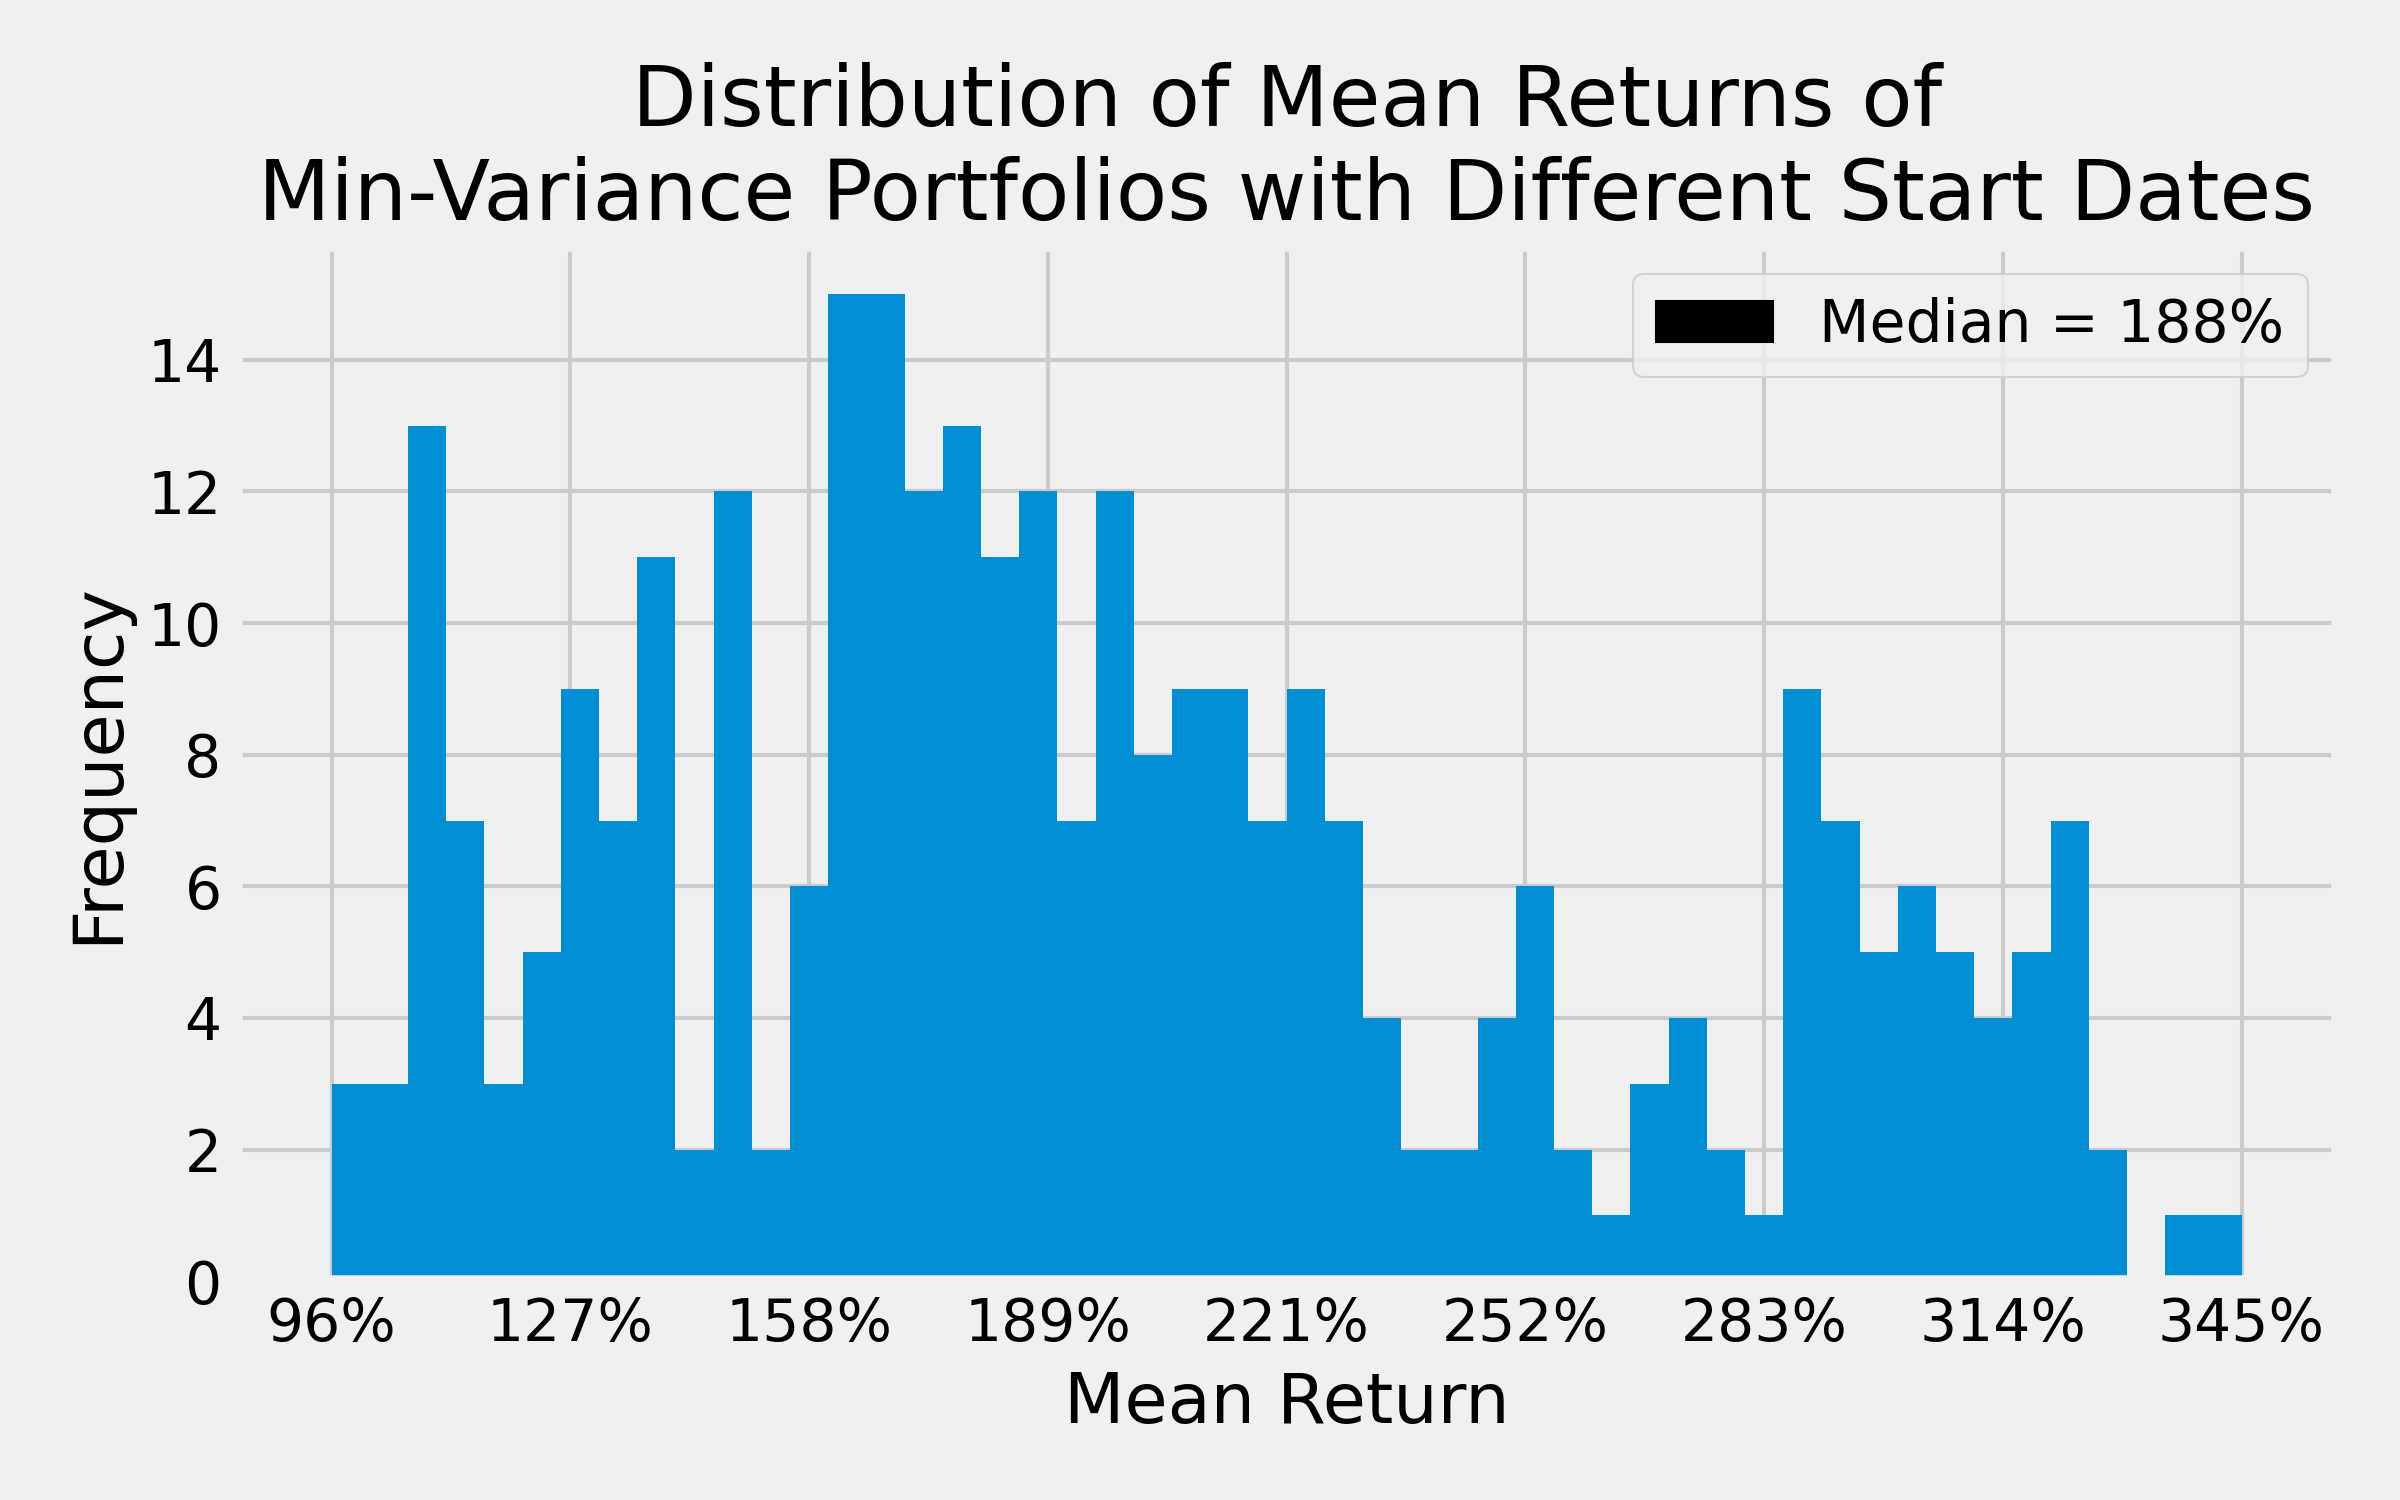 Distribution of Mean Returns of
Min-Variance Portfolios with Different Start Dates
Median = 188%
Frequency
14
12
10
8
6
4
2
0
96% 127% 158% 189% 221% 252% 283% 314% 345%
Mean Return